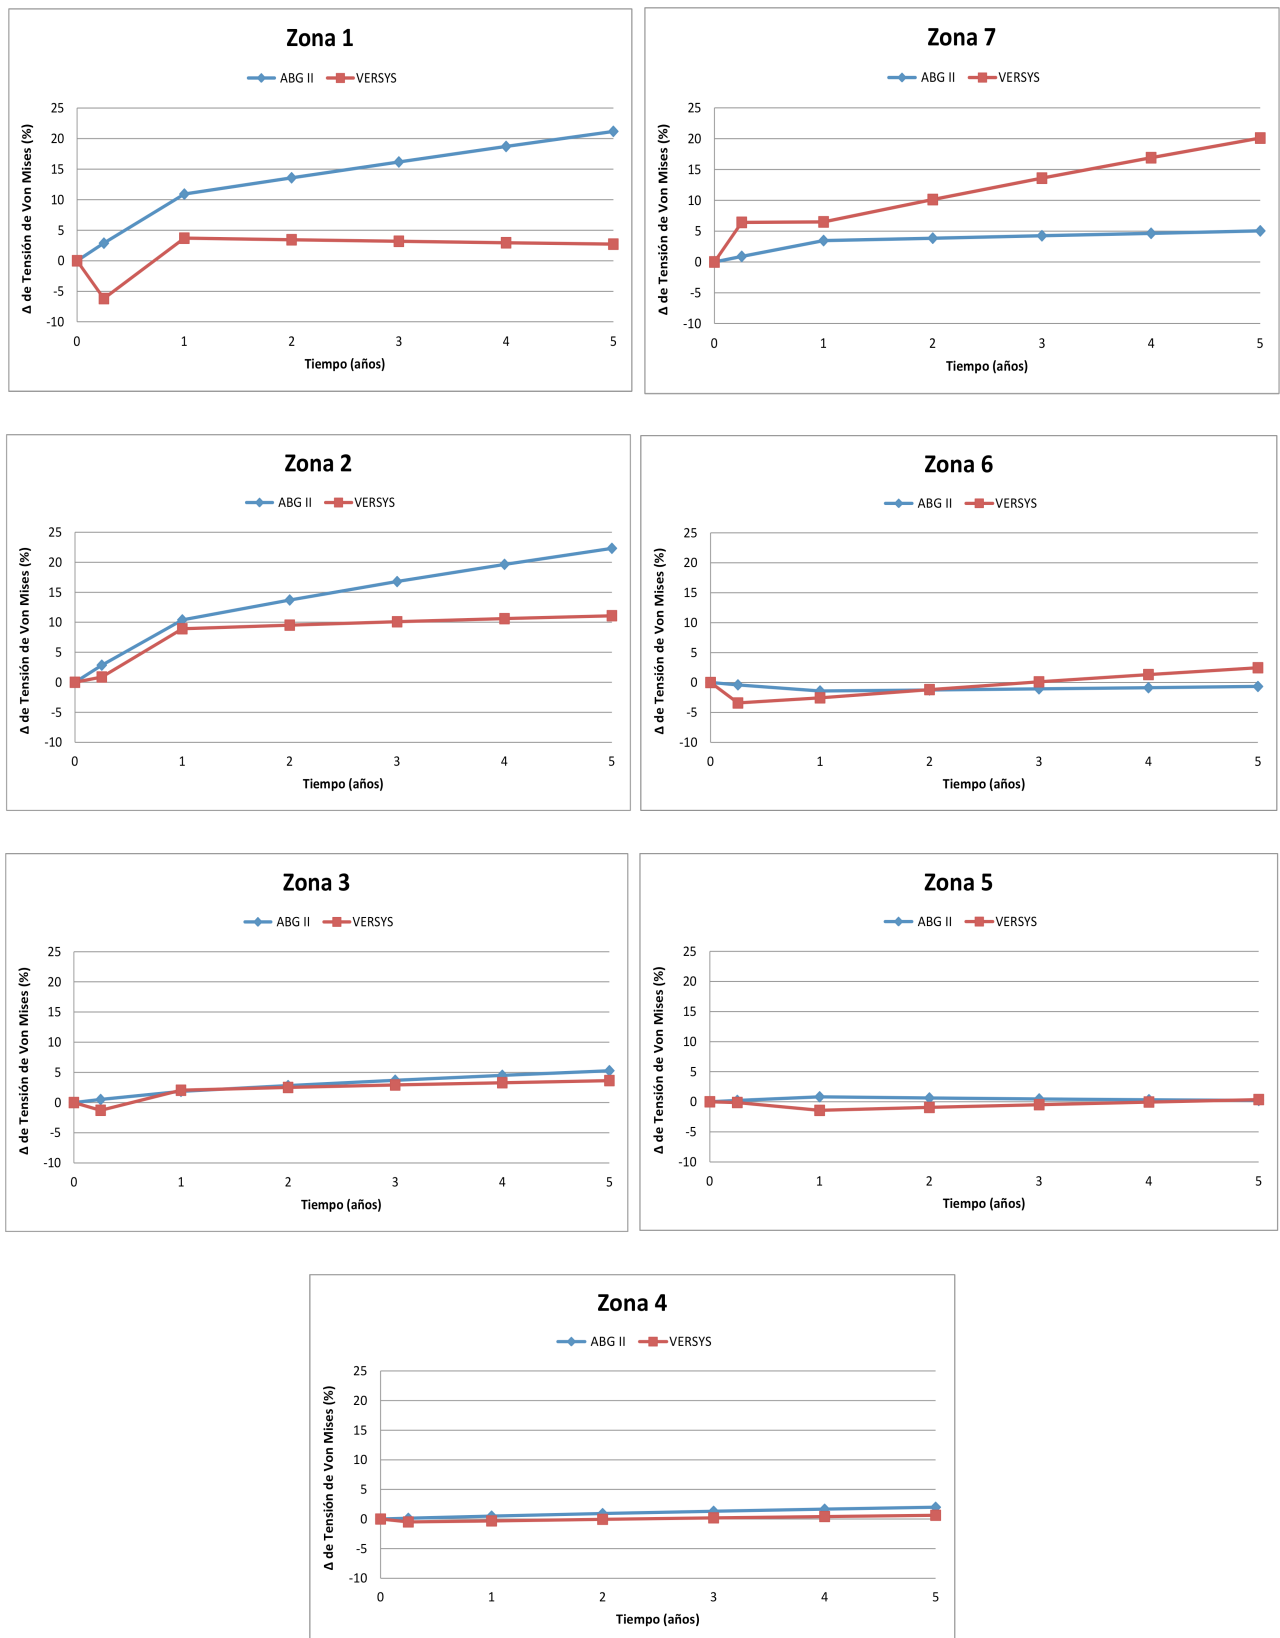 Zona 1
ABG II VERSYS
Δ de Tensión de Von Mises (%)
25
20
15
10
5
0
-5
-10
0 1 2 3 4 5
Tiempo (años)
Zona 7
ABG II VERSYS
Δ de Tensión de Von Mises (%)
25
20
15
10
5
0
-5
-10
0 1 2 3 4 5
Tiempo (años)
Zona 2
ABG II VERSYS
Δ de Tensión de Von Mises (%)
25
20
15
10
5
0
-5
-10
0 1 2 3 4 5
Tiempo (años)
Zona 6
ABG II VERSYS
Δ de Tensión de Von Mises (%)
25
20
15
10
5
0
-5
-10
0 1 2 3 4 5
Tiempo (años)
Zona 3
ABG II VERSYS
Δ de Tensión de Von Mises (%)
25
20
15
10
5
0
-5
-10
0 1 2 3 4 5
Tiempo (años)
Zona 5
ABG II VERSYS
Δ de Tensión de Von Mises (%)
25
20
15
10
5
0
-5
-10
0 1 2 3 4 5
Tiempo (años)
Zona 4
ABG II VERSYS
Δ de Tensión de Von Mises (%)
25
20
15
10
5
0
-5
-10
0 1 2 3 4 5
Tiempo (años)